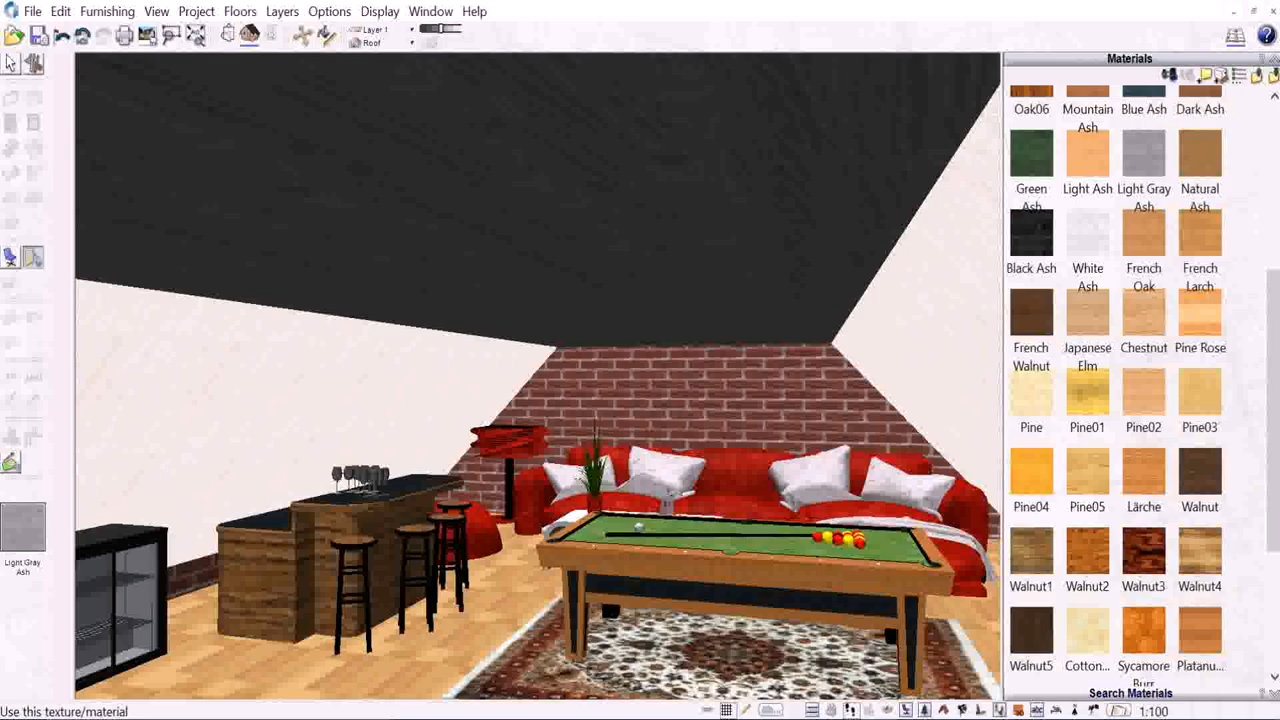 File Edit View Project Floors Layers Options Display Window Help
Furnishing
Layer 1
Roof
Materials
Oak06 Mountain Ash Blue Ash Dark Ash
Green Ash Light Ash Light Gray Ash Natural Ash
Black Ash White Ash French Oak French Larch
French Walnut Japanese Elm Chestnut Pine Rose
Pine Pine01 Pine02 Pine03
Pine04 Pine05 Lärche Walnut
Walnut1 Walnut2 Walnut3 Walnut4
Walnut5 Cotton... Sycamore Burr Platanu...
Light Gray
Ash
Search Materials
Use this texture/material
1:100